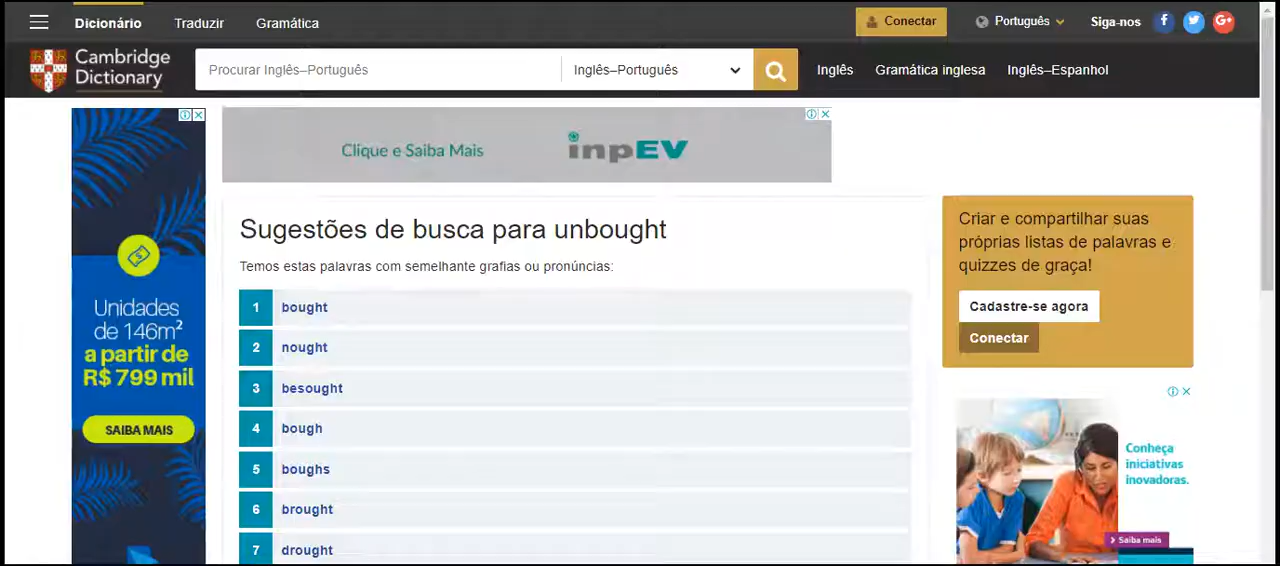 Dicionário
Traduzir
Gramática
Conectar
Português
Siga-nos
f
G+
Cambridge
Dictionary
Procurar Inglês–Português
Inglês–Português
Inglês
Gramática inglesa
Inglês–Espanhol
Clique e Saiba Mais
inpEV
Unidades
de 146m²
a partir de
R$ 799 mil
SAIBA MAIS
Sugestões de busca para unbought
Temos estas palavras com semelhante grafias ou pronúncias:
1 bought
2 nought
3 besought
4 bough
5 boughs
6 brought
7 drought
Criar e compartilhar suas
próprias listas de palavras e
quizzes de graça!
Cadastre-se agora
Conectar
Conheça
iniciativas
inovadoras.
Saiba mais